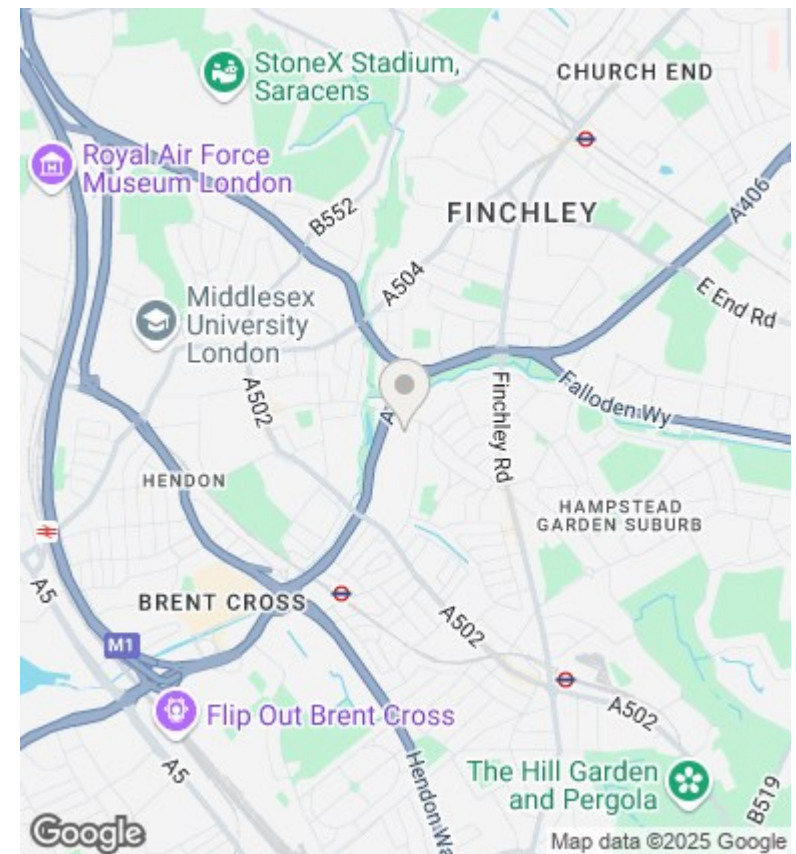 StoneX Stadium,
Saracens
CHURCH END
Royal Air Force
Museum London
B552
FINCHLEY
A406
A504
E End Rd
Middlesex
University
London
A502
Falloden Wy
Finchley Rd
HENDON
HAMPSTEAD
GARDEN SUBURB
A5
BRENT CROSS
A502
M1
Flip Out Brent Cross
A502
A5
The Hill Garden
and Pergola
B519
Google
Map data ©2025 Google